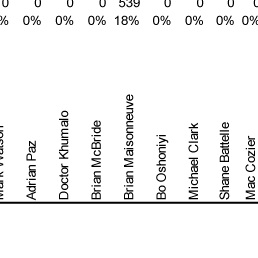 0 0 0 0 539 0 0 0
% 0% 0% 0% 18% 0% 0% 0% 0%
Adrian Paz
Doctor Khumalo
Brian McBride
Brian Maisonneuve
Bo Oshoniyi
Michael Clark
Shane Battelle
Mac Cozier